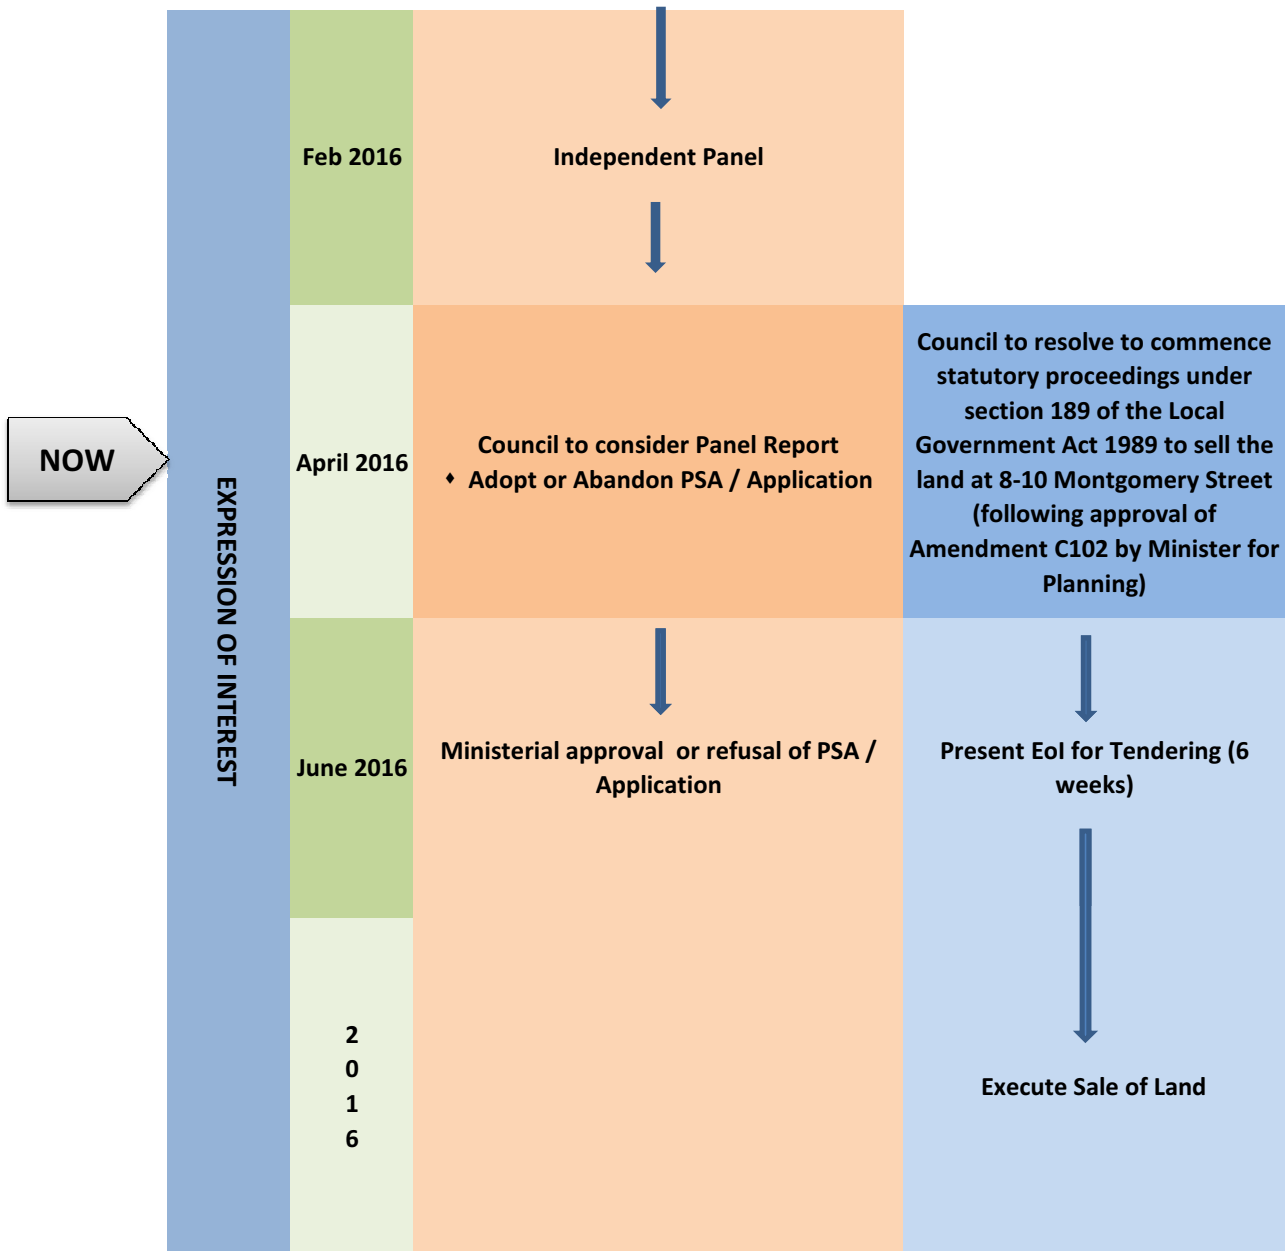 Feb 2016
Independent Panel
NOW
EXPRESSION OF INTEREST
April 2016
Council to consider Panel Report
♦ Adopt or Abandon PSA / Application
Council to resolve to commence
statutory proceedings under
section 189 of the Local
Government Act 1989 to sell the
land at 8-10 Montgomery Street
(following approval of
Amendment C102 by Minister for
Planning)
June 2016
Ministerial approval or refusal of PSA /
Application
Present EoI for Tendering (6
weeks)
2
0
1
6
Execute Sale of Land